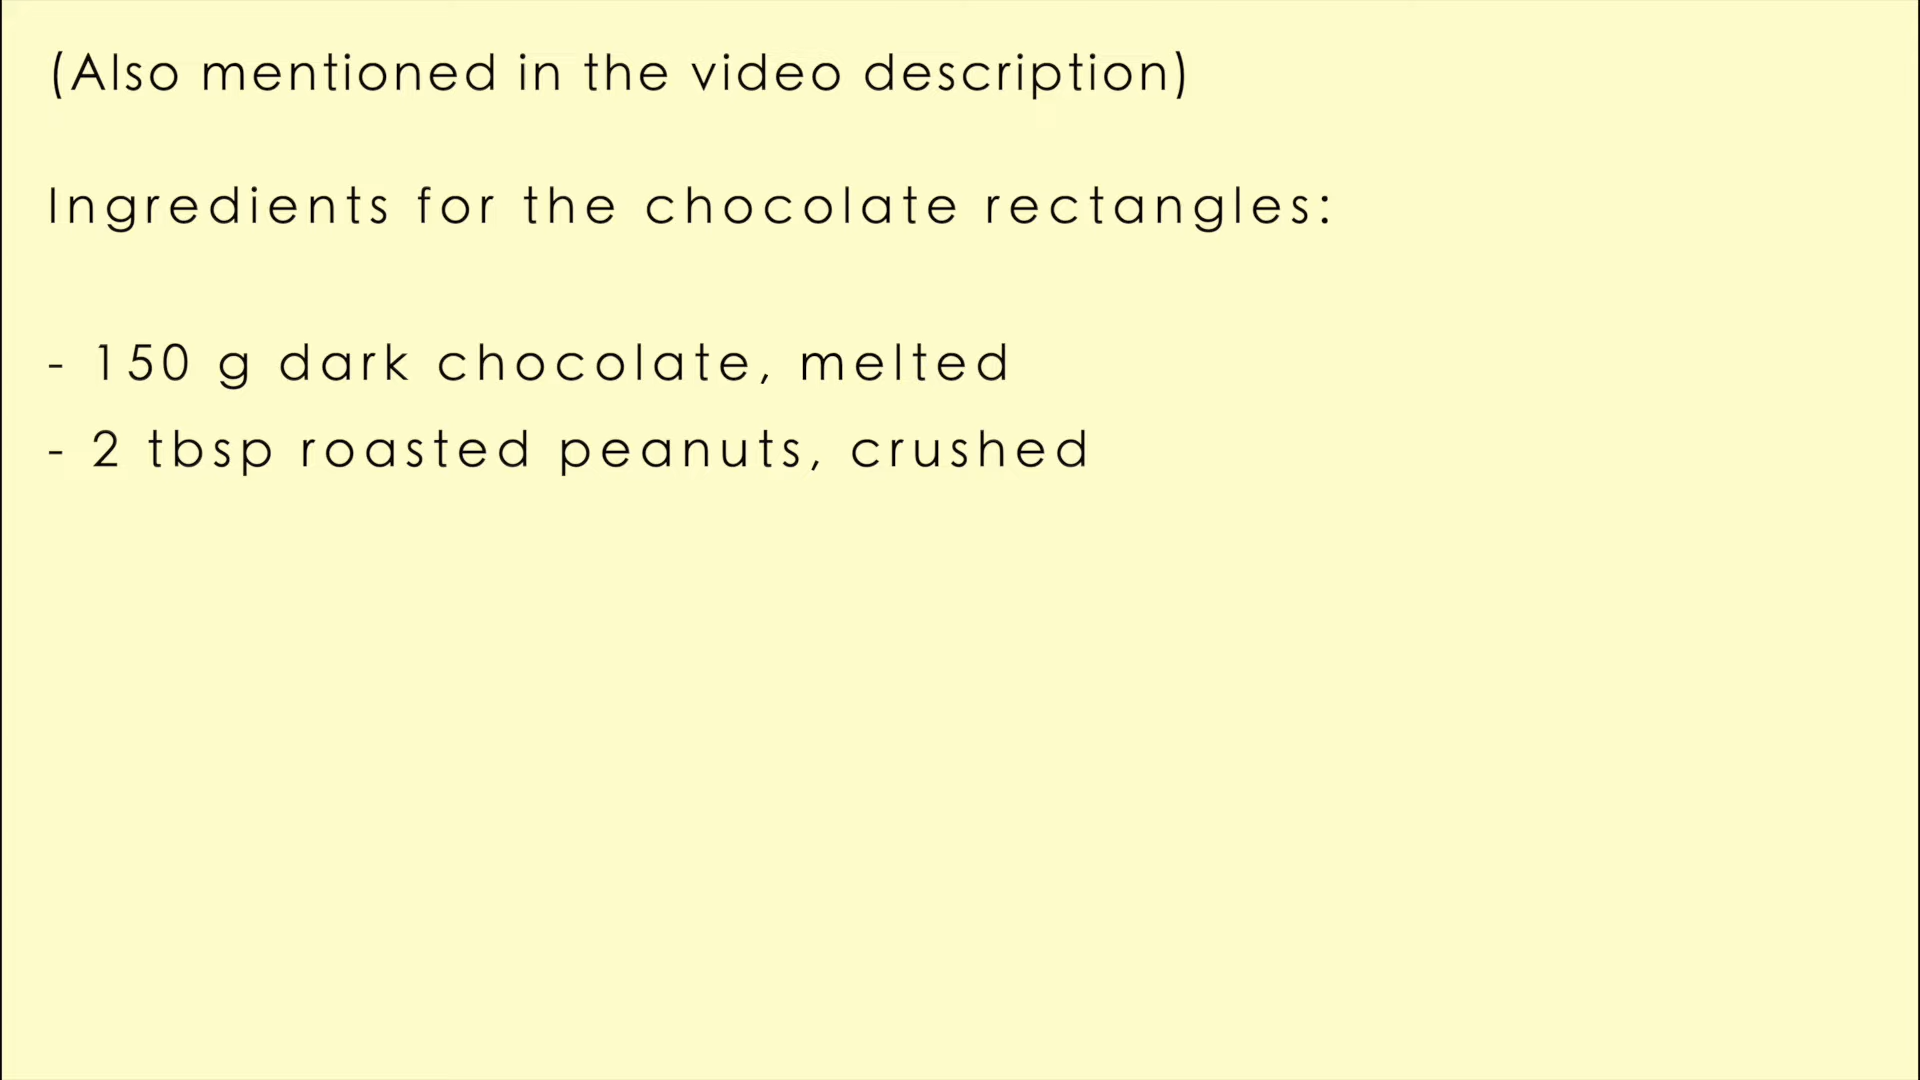 (Also mentioned in the video description)
Ingredients for the chocolate rectangles:
- 150 g dark chocolate, melted
- 2 tbsp roasted peanuts, crushed